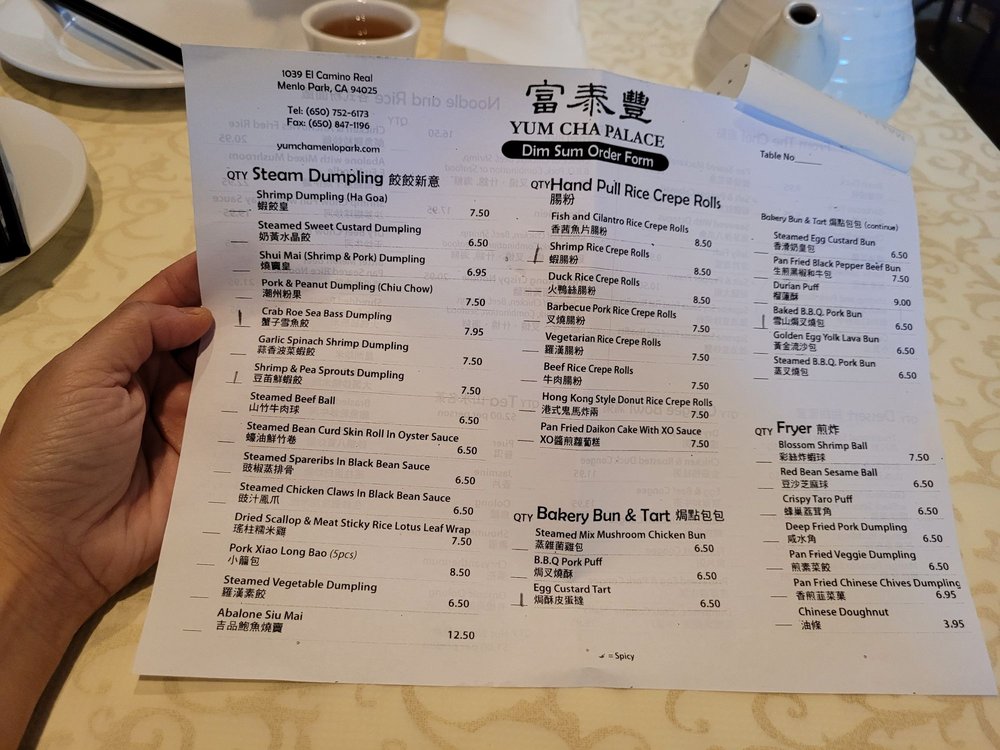 1039 El Camino Real
Menlo Park, CA 94025
Tel: (650) 752-6173
Fax: (650) 847-1196
yumchamenlopark.com
富泰豐
YUM CHA PALACE
Dim Sum Order Form
Table No
QTY Steam Dumpling 餃餃新意
Shrimp Dumpling (Ha Goa)
蝦餃皇 7.50
Steamed Sweet Custard Dumpling
奶黃水晶餃 6.50
Shui Mai (Shrimp & Pork) Dumpling
燒賣皇 6.95
Pork & Peanut Dumpling (Chiu Chow)
潮州粉果 7.50
Crab Roe Sea Bass Dumpling
蟹子雪魚餃 7.95
Garlic Spinach Shrimp Dumpling
蒜香菠菜蝦餃 7.50
Shrimp & Pea Sprouts Dumpling
豆苗鮮蝦餃 7.50
Steamed Beef Ball
山竹牛肉球 6.50
Steamed Bean Curd Skin Roll In Oyster Sauce
蠔油鮮竹卷 6.50
Steamed Spareribs In Black Bean Sauce
豉椒蒸排骨 6.50
Steamed Chicken Claws In Black Bean Sauce
豉汁鳳爪 6.50
Dried Scallop & Meat Sticky Rice Lotus Leaf Wrap
瑤柱糯米雞 7.50
Pork Xiao Long Bao (5pcs)
小籠包 8.50
Steamed Vegetable Dumpling
羅漢素餃 6.50
Abalone Siu Mai
吉品鮑魚燒賣 12.50
QTY Hand Pull Rice Crepe Rolls
腸粉
Fish and Cilantro Rice Crepe Rolls
香茜魚片腸粉 8.50
Shrimp Rice Crepe Rolls
蝦腸粉 8.50
Duck Rice Crepe Rolls
火鴨絲腸粉 8.50
Barbecue Pork Rice Crepe Rolls
叉燒腸粉 7.50
Vegetarian Rice Crepe Rolls
羅漢腸粉 7.50
Beef Rice Crepe Rolls
牛肉腸粉 7.50
Hong Kong Style Donut Rice Crepe Rolls
港式鬼馬炸兩 7.50
Pan Fried Daikon Cake With XO Sauce
XO醬煎蘿蔔糕 7.50
QTY Bakery Bun & Tart 焗點包包
Steamed Mix Mushroom Chicken Bun
蒸雜菌雞包 6.50
B.B.Q Pork Puff
焗叉燒酥 6.50
Egg Custard Tart
焗酥皮蛋撻 6.50
= Spicy
Bakery Bun & Tart 焗點包包 (continue)
Steamed Egg Custard Bun
香滑奶皇包 6.50
Pan Fried Black Pepper Beef Bun
生煎黑椒和牛包 7.50
Durian Puff
榴蓮酥 9.00
Baked B.B.Q. Pork Bun
雪山焗叉燒包 6.50
Golden Egg Yolk Lava Bun
黃金流沙包 6.50
Steamed B.B.Q. Pork Bun
蒸叉燒包 6.50
QTY Fryer 煎炸
Blossom Shrimp Ball
彩絲炸蝦球 7.50
Red Bean Sesame Ball
豆沙芝麻球 6.50
Crispy Taro Puff
蜂巢荔茸角 6.50
Deep Fried Pork Dumpling
咸水角 6.50
Pan Fried Veggie Dumpling
煎素菜餃 6.50
Pan Fried Chinese Chives Dumpling
香煎韮菜菓 6.95
Chinese Doughnut
油條 3.95